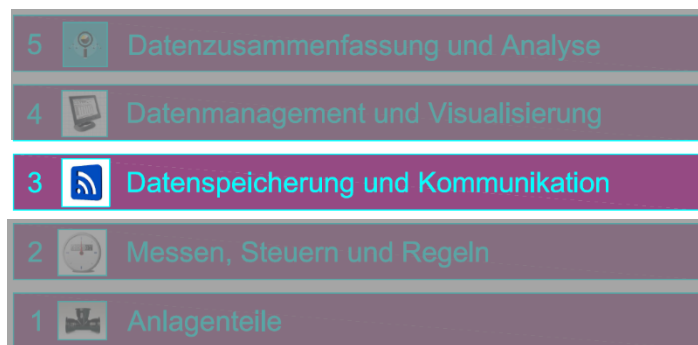 5 Datenzusammenfassung und Analyse
4 Datenmanagement und Visualisierung
3 Datenspeicherung und Kommunikation
2 Messen, Steuern und Regeln
1 Anlagenteile